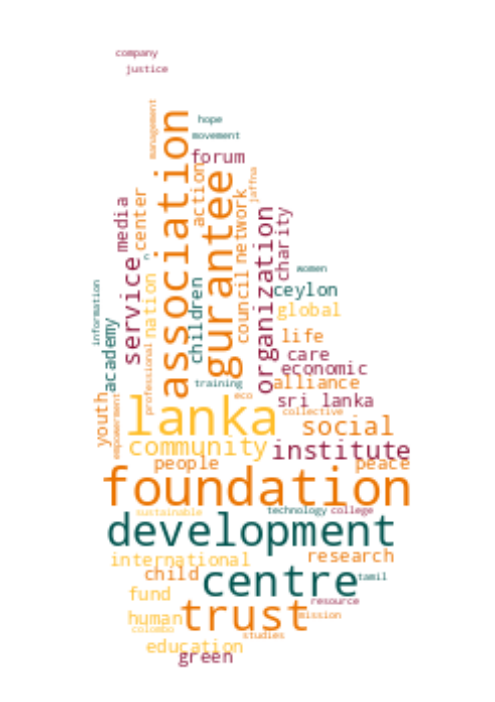 company
justice
management
hope
movement
association
forum
gurantee
action
jaffna
media
center
council
network
organization
charity
service
c
nation
children
women
ceylon
information
academy
global
professional
life
care
economic
training
alliance
eco
youth
empowerment
lanka
sri lanka
collective
social
community
institute
people
peace
foundation
sustainable
technology
college
development
international
research
child
centre
tamil
fund
trust
resource
human
mission
colombo
studies
education
green